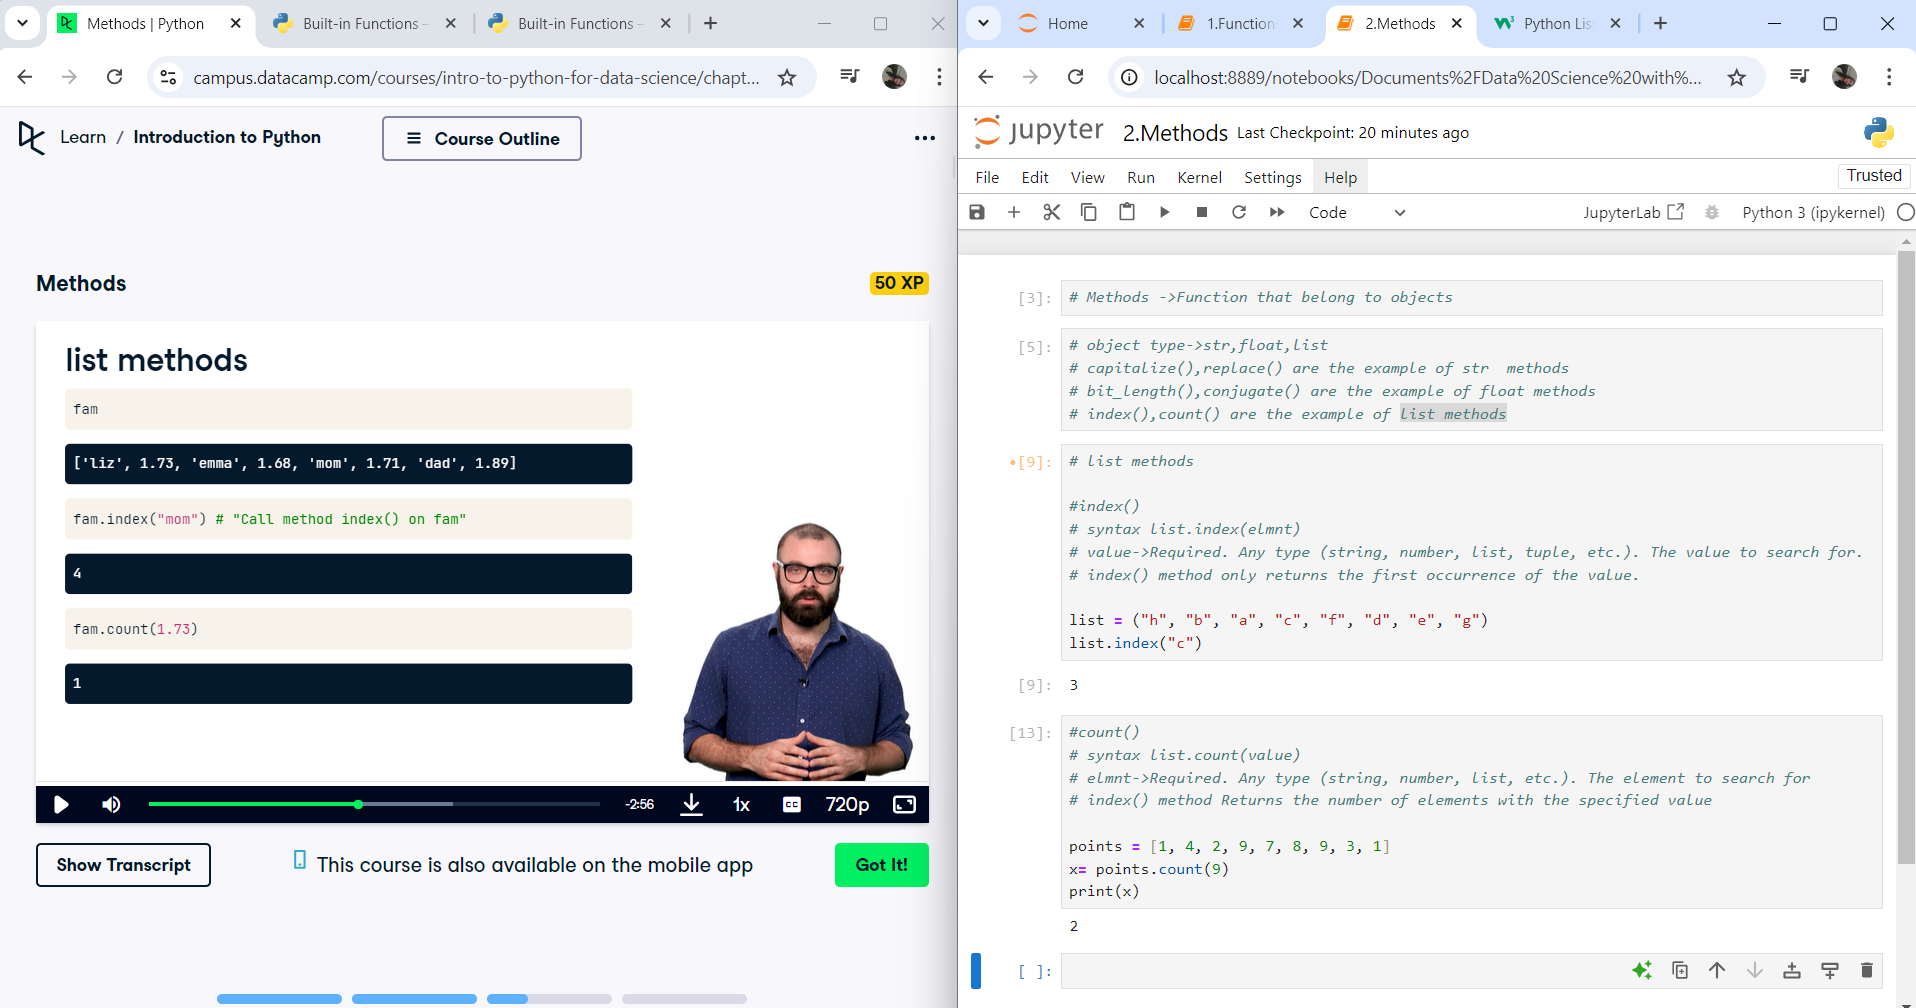 Methods | Python
Built-in Functions
Built-in Functions
campus.datacamp.com/courses/intro-to-python-for-data-science/chapt...
Learn / Introduction to Python
Course Outline
Methods
50 XP
list methods
fam
['liz', 1.73, 'emma', 1.68, 'mom', 1.71, 'dad', 1.89]
fam.index("mom") # "Call method index() on fam"
4
fam.count(1.73)
1
-2:56
1x
CC
720p
Show Transcript
This course is also available on the mobile app
Got It!
Home
1.Function
2.Methods
Python Lis
localhost:8889/notebooks/Documents%2FData%20Science%20with%...
jupyter 2.Methods Last Checkpoint: 20 minutes ago
File Edit View Run Kernel Settings Help
Trusted
Code
JupyterLab
Python 3 (ipykernel)
[3]: # Methods ->Function that belong to objects
[5]: # object type->str,float,list
# capitalize(),replace() are the example of str  methods
# bit_length(),conjugate() are the example of float methods
# index(),count() are the example of list methods
[9]: # list methods
#index()
# syntax list.index(elmnt)
# value->Required. Any type (string, number, list, tuple, etc.). The value to search for.
# index() method only returns the first occurrence of the value.
list = ("h", "b", "a", "c", "f", "d", "e", "g")
list.index("c")
[9]: 3
[13]: #count()
# syntax list.count(value)
# elmnt->Required. Any type (string, number, list, etc.). The element to search for
# index() method Returns the number of elements with the specified value
points = [1, 4, 2, 9, 7, 8, 9, 3, 1]
x= points.count(9)
print(x)
2
[ ]: